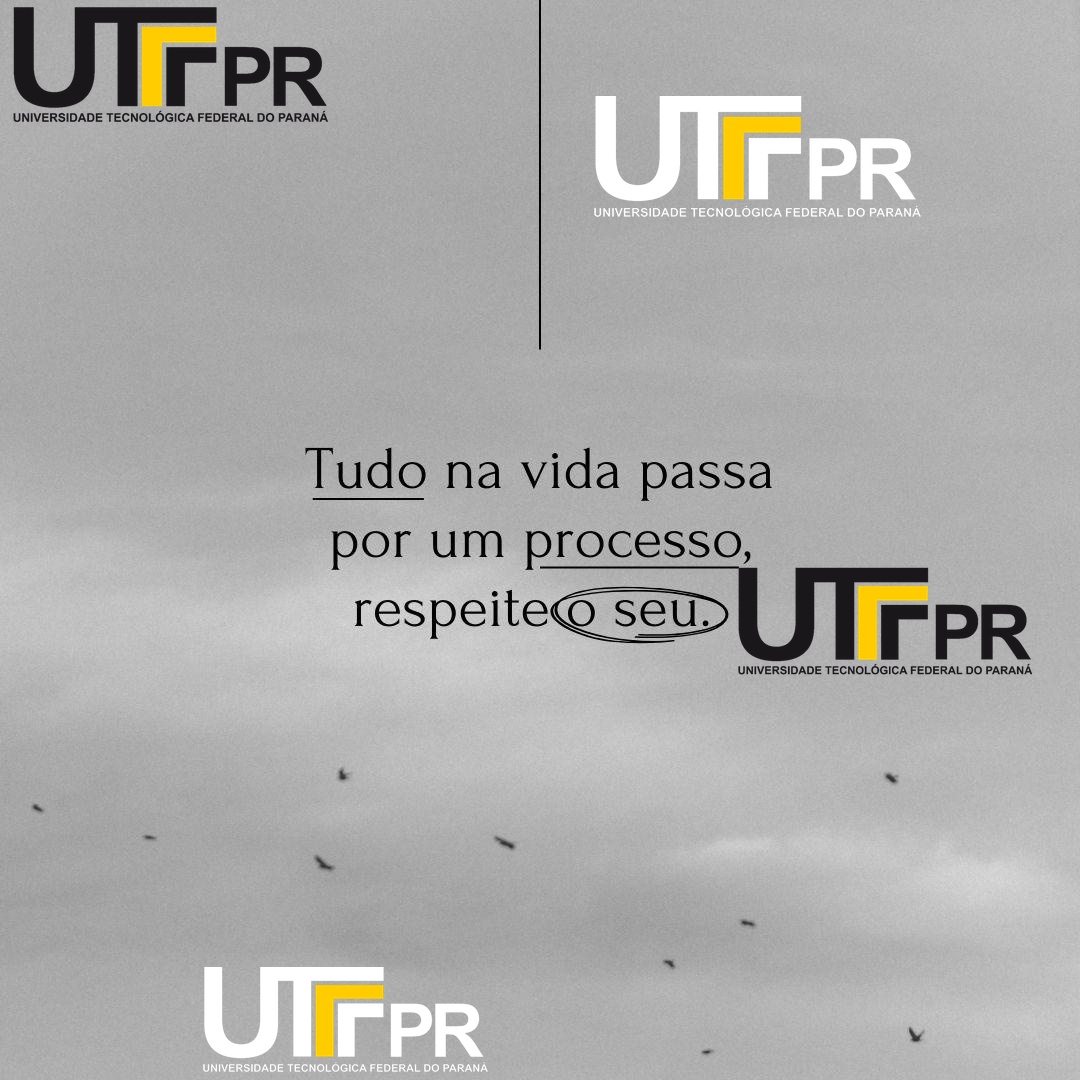 UTFPR
UNIVERSIDADE TECNOLÓGICA FEDERAL DO PARANÁ
UTFPR
UNIVERSIDADE TECNOLÓGICA FEDERAL DO PARANÁ
Tudo na vida passa
por um processo,
respeite o seu.
UTFPR
UNIVERSIDADE TECNOLÓGICA FEDERAL DO PARANÁ
UTFPR
UNIVERSIDADE TECNOLÓGICA FEDERAL DO PARANÁ